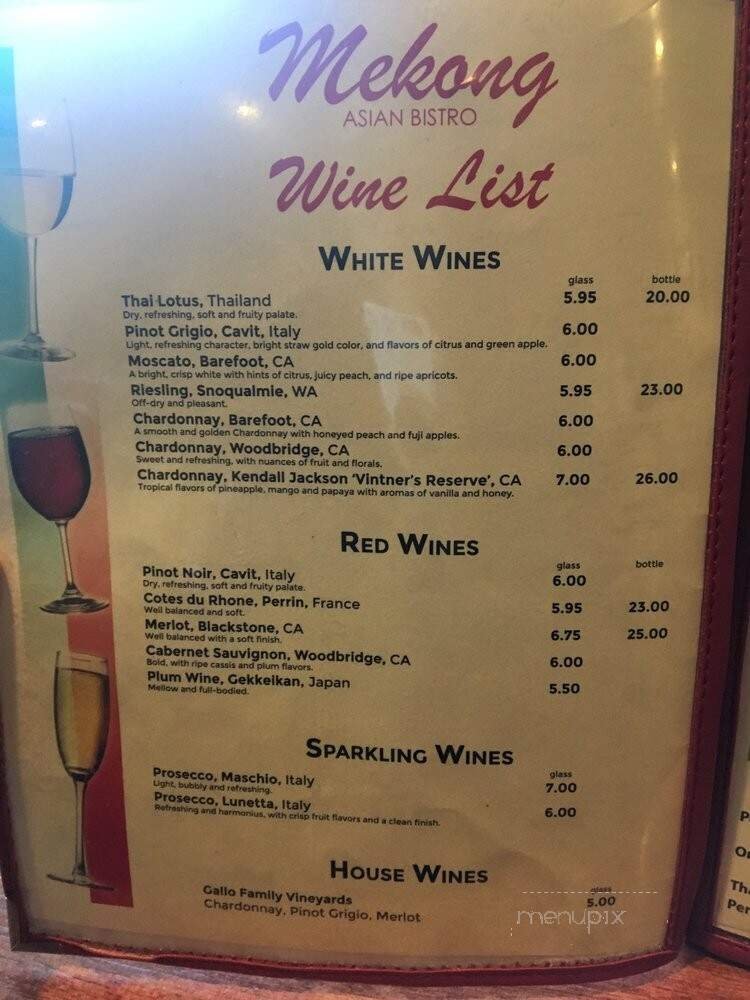 Mekong
ASIAN BISTRO
Wine List
WHITE WINES
glass bottle
Thai Lotus, Thailand 5.95 20.00
Dry, refreshing, soft and fruity palate.
Pinot Grigio, Cavit, Italy 6.00
Light, refreshing character, bright straw gold color, and flavors of citrus and green apple.
Moscato, Barefoot, CA 6.00
A bright, crisp white with hints of citrus, juicy peach, and ripe apricots.
Riesling, Snoqualmie, WA 5.95 23.00
Off-dry and pleasant.
Chardonnay, Barefoot, CA 6.00
A smooth and golden Chardonnay with honeyed peach and fuji apples.
Chardonnay, Woodbridge, CA 6.00
Sweet and refreshing, with nuances of fruit and florals.
Chardonnay, Kendall Jackson 'Vintner's Reserve', CA 7.00 26.00
Tropical flavors of pineapple, mango and papaya with aromas of vanilla and honey.
RED WINES
glass bottle
Pinot Noir, Cavit, Italy 6.00
Dry, refreshing, soft and fruity palate.
Cotes du Rhone, Perrin, France 5.95 23.00
Well balanced and soft.
Merlot, Blackstone, CA 6.75 25.00
Well balanced with a soft finish.
Cabernet Sauvignon, Woodbridge, CA 6.00
Bold, with ripe cassis and plum flavors.
Plum Wine, Gekkeikan, Japan 5.50
Mellow and full-bodied.
SPARKLING WINES
glass
Prosecco, Maschio, Italy 7.00
Light, bubbly and refreshing.
Prosecco, Lunetta, Italy 6.00
Refreshing and harmonius, with crisp fruit flavors and a clean finish.
HOUSE WINES
glass
Gallo Family Vineyards 5.00
Chardonnay, Pinot Grigio, Merlot
menupix